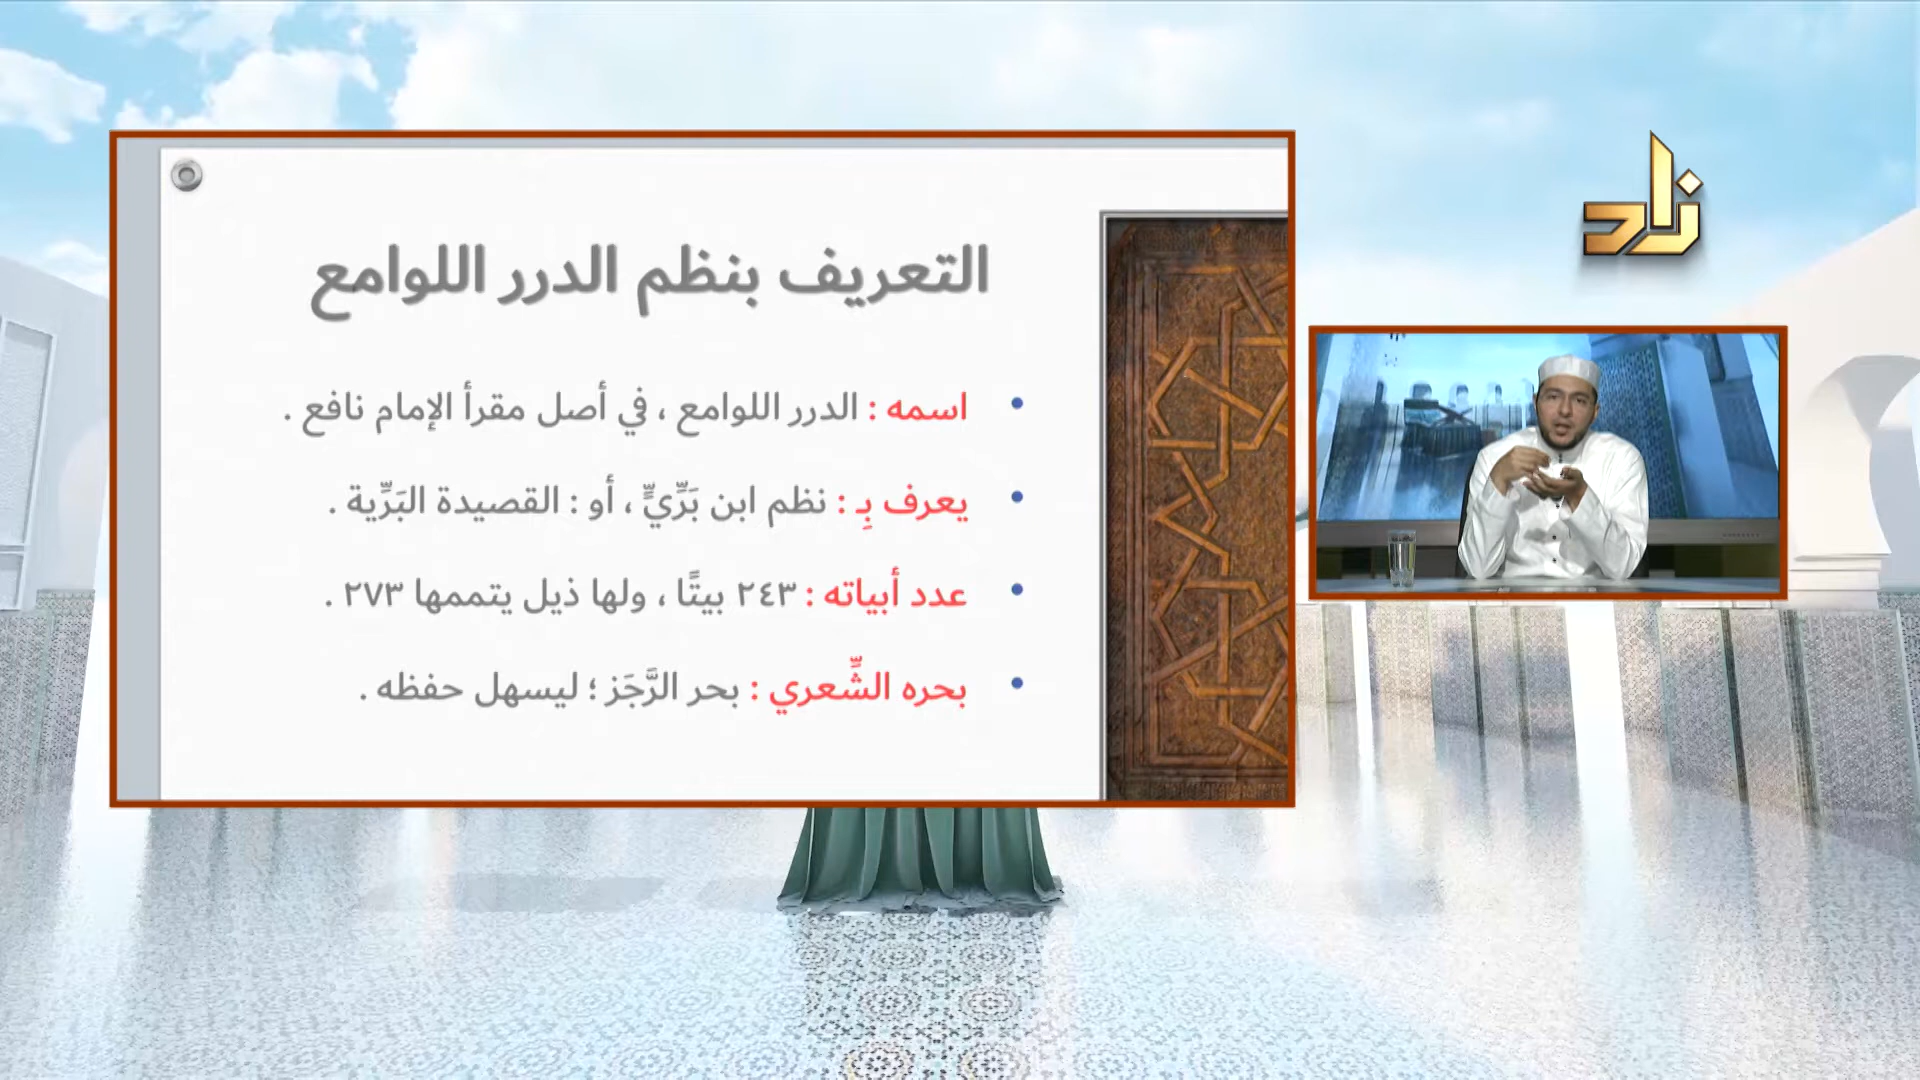 زاد
التعريف بنظم الدرر اللوامع
• اسمه : الدرر اللوامع ، في أصل مقرأ الإمام نافع .
• يعرف بِـ : نظم ابن بَرِّيٍّ ، أو : القصيدة البَرِّية .
• عدد أبياته : ٢٤٣ بيتًا ، ولها ذيل يتممها ٢٧٣ .
• بحره الشِّعري : بحر الرَّجَز ؛ ليسهل حفظه .